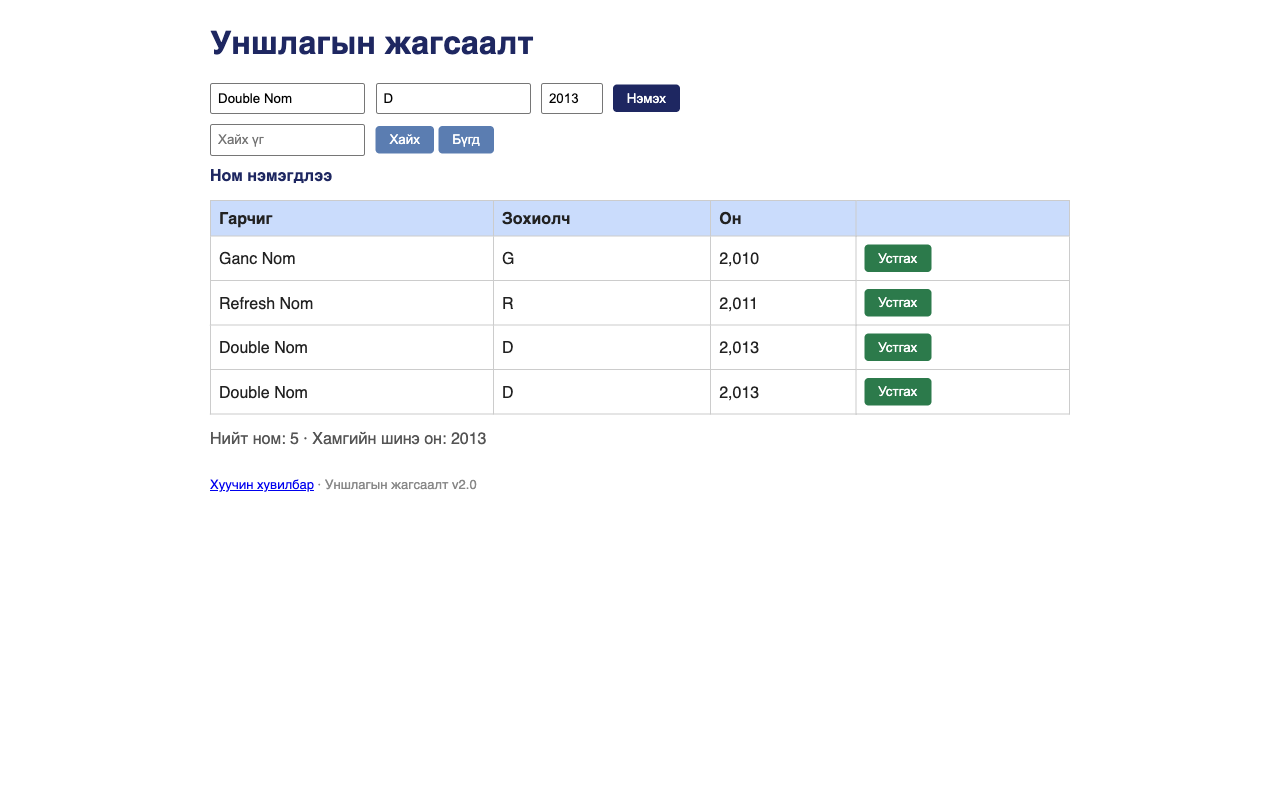 Уншлагын жагсаалт
Double Nom D 2013 Нэмэх
Хайх үг Хайх Бүгд
Ном нэмэгдлээ
Гарчиг Зохиолч Он
Ganc Nom G 2,010 Устгах
Refresh Nom R 2,011 Устгах
Double Nom D 2,013 Устгах
Double Nom D 2,013 Устгах
Нийт ном: 5 · Хамгийн шинэ он: 2013
Хуучин хувилбар · Уншлагын жагсаалт v2.0